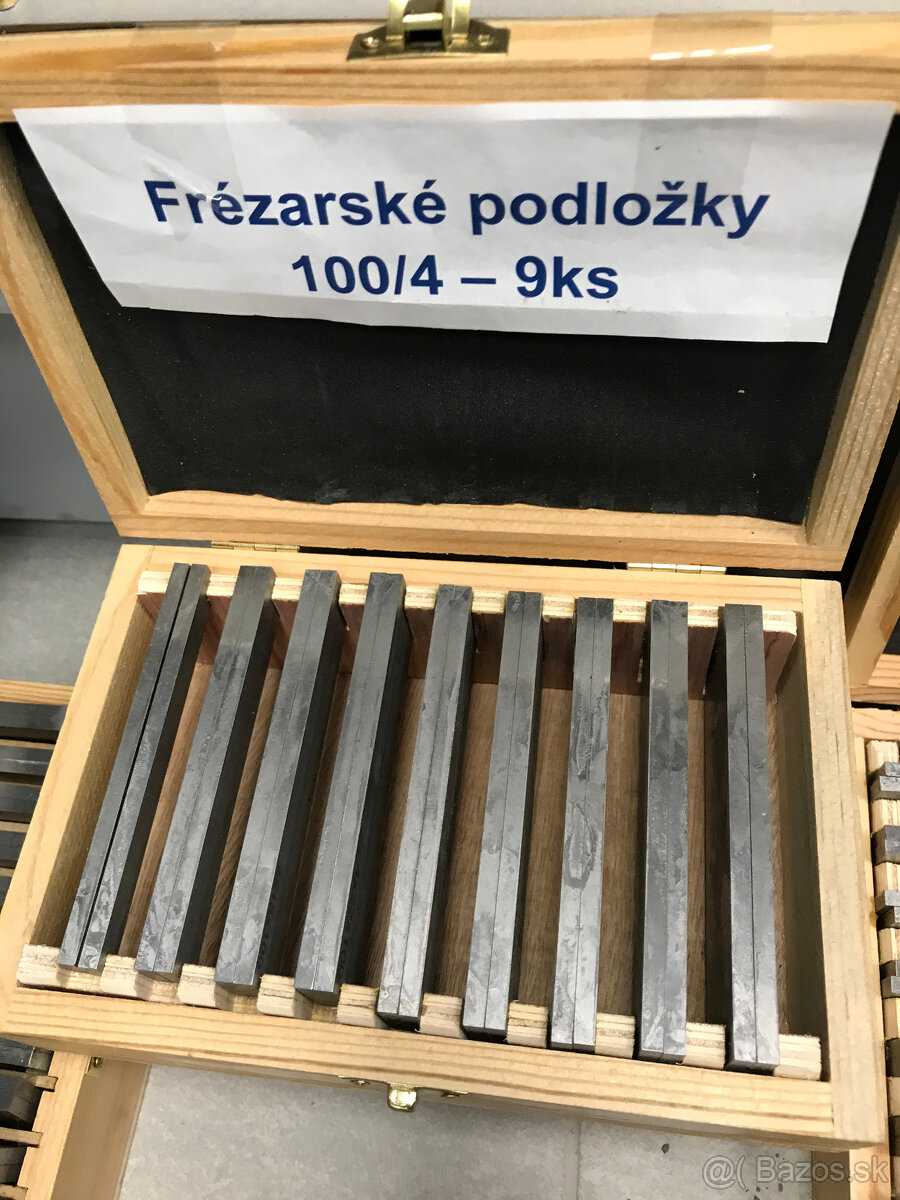 Frézarské podložky
100/4 – 9ks
@( Bazos.sk